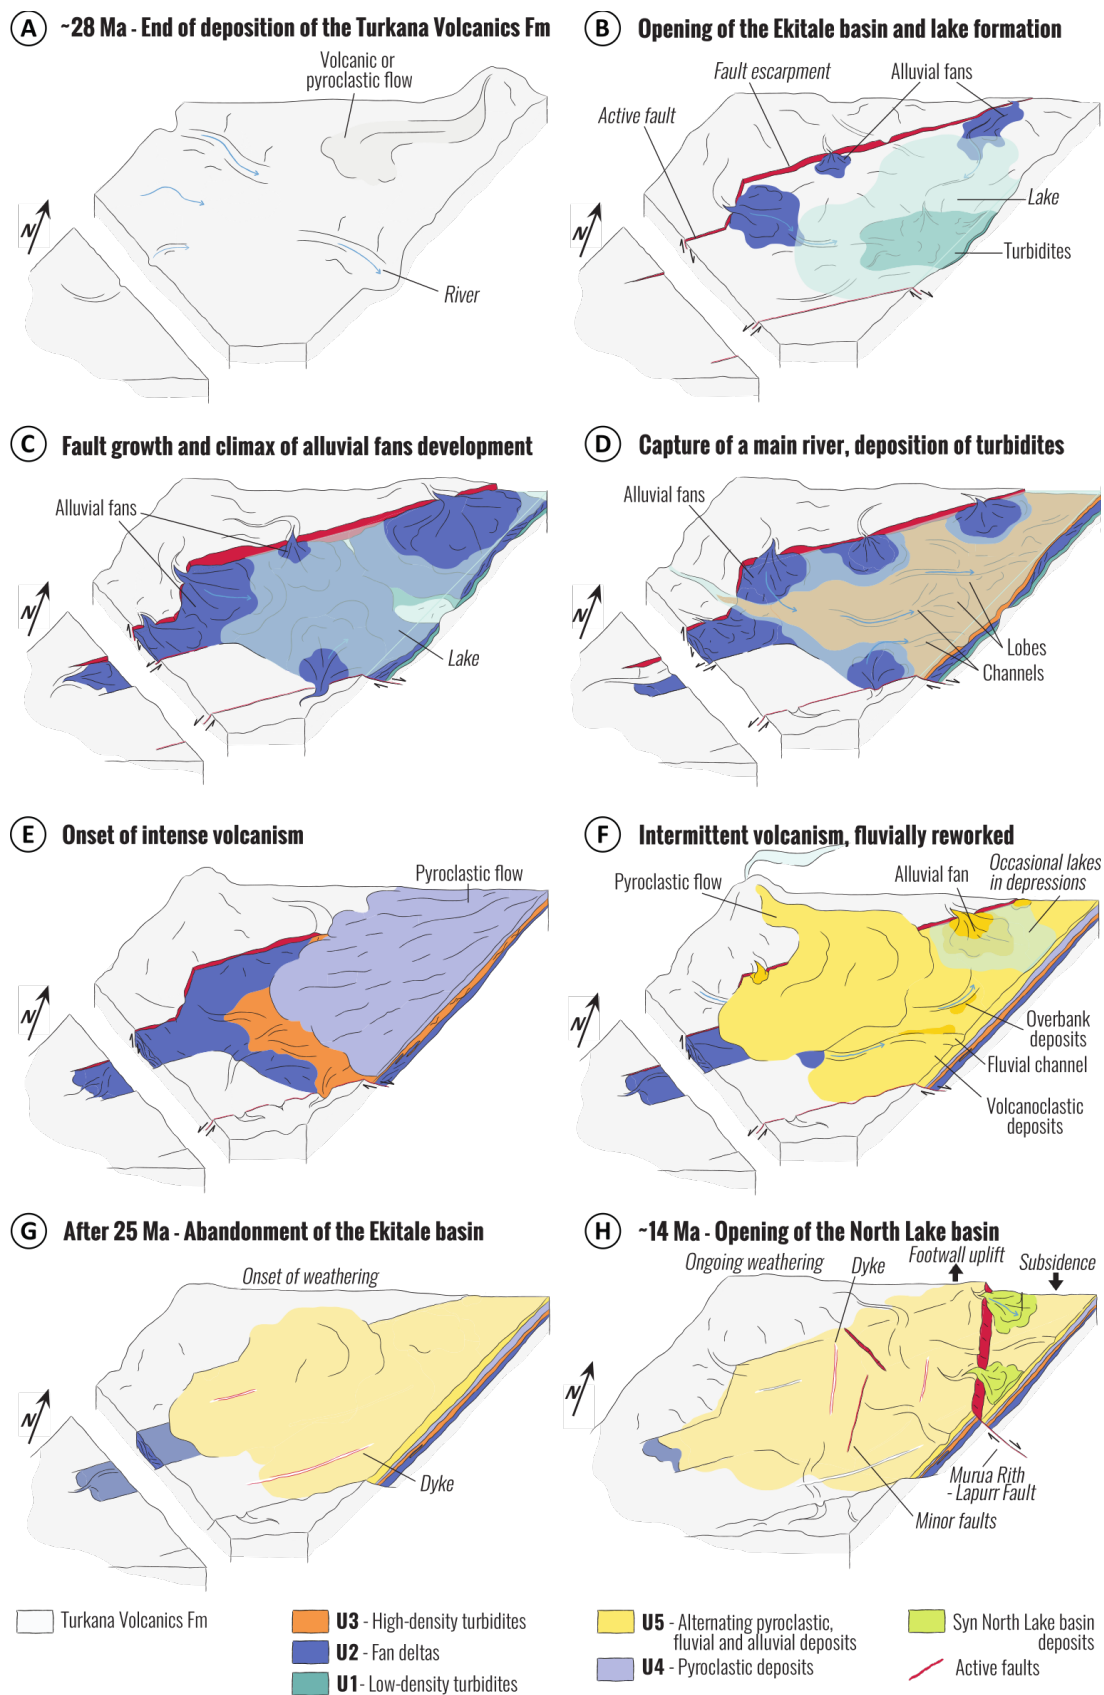 A ~28 Ma - End of deposition of the Turkana Volcanics Fm
Volcanic or
pyroclastic flow
N
River
B Opening of the Ekitale basin and lake formation
Fault escarpment
Alluvial fans
Active fault
Lake
N
Turbidites
C Fault growth and climax of alluvial fans development
Alluvial fans
N
Lake
D Capture of a main river, deposition of turbidites
Alluvial fans
N
Lobes
Channels
E Onset of intense volcanism
Pyroclastic flow
N
F Intermittent volcanism, fluvially reworked
Occasional lakes
in depressions
Alluvial fan
Pyroclastic flow
N
Overbank
deposits
Fluvial channel
Volcanoclastic
deposits
G After 25 Ma - Abandonment of the Ekitale basin
Onset of weathering
N
Dyke
H ~14 Ma - Opening of the North Lake basin
Ongoing weathering
Dyke
Footwall uplift
Subsidence
N
Murua Rith
- Lapurr Fault
Minor faults
Turkana Volcanics Fm
U3 - High-density turbidites
U2 - Fan deltas
U1 - Low-density turbidites
U5 - Alternating pyroclastic,
fluvial and alluvial deposits
U4 - Pyroclastic deposits
Syn North Lake basin
deposits
Active faults